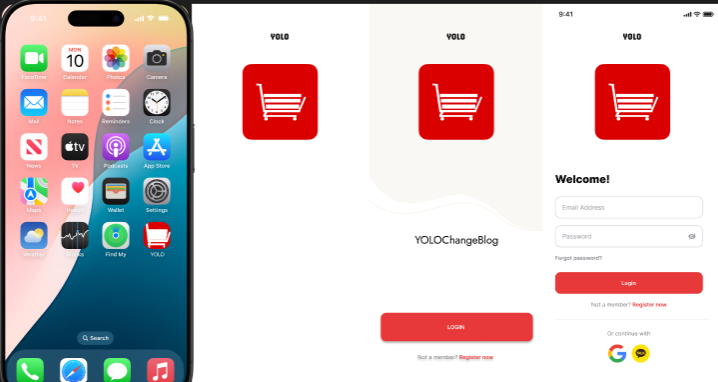 9:41
MON
10
FaceTime
Calendar
Photos
Camera
Mail
Notes
Reminders
Clock
tv
News
TV
Podcasts
App Store
Maps
Wallet
Settings
Weather
Find My
YOLO
Search
YOLO
YOLO
YOLOChangeBlog
LOGIN
Not a member? Register now
9:41
YOLO
Welcome!
Email Address
Password
Forgot password?
Login
Not a member? Register now
Or continue with